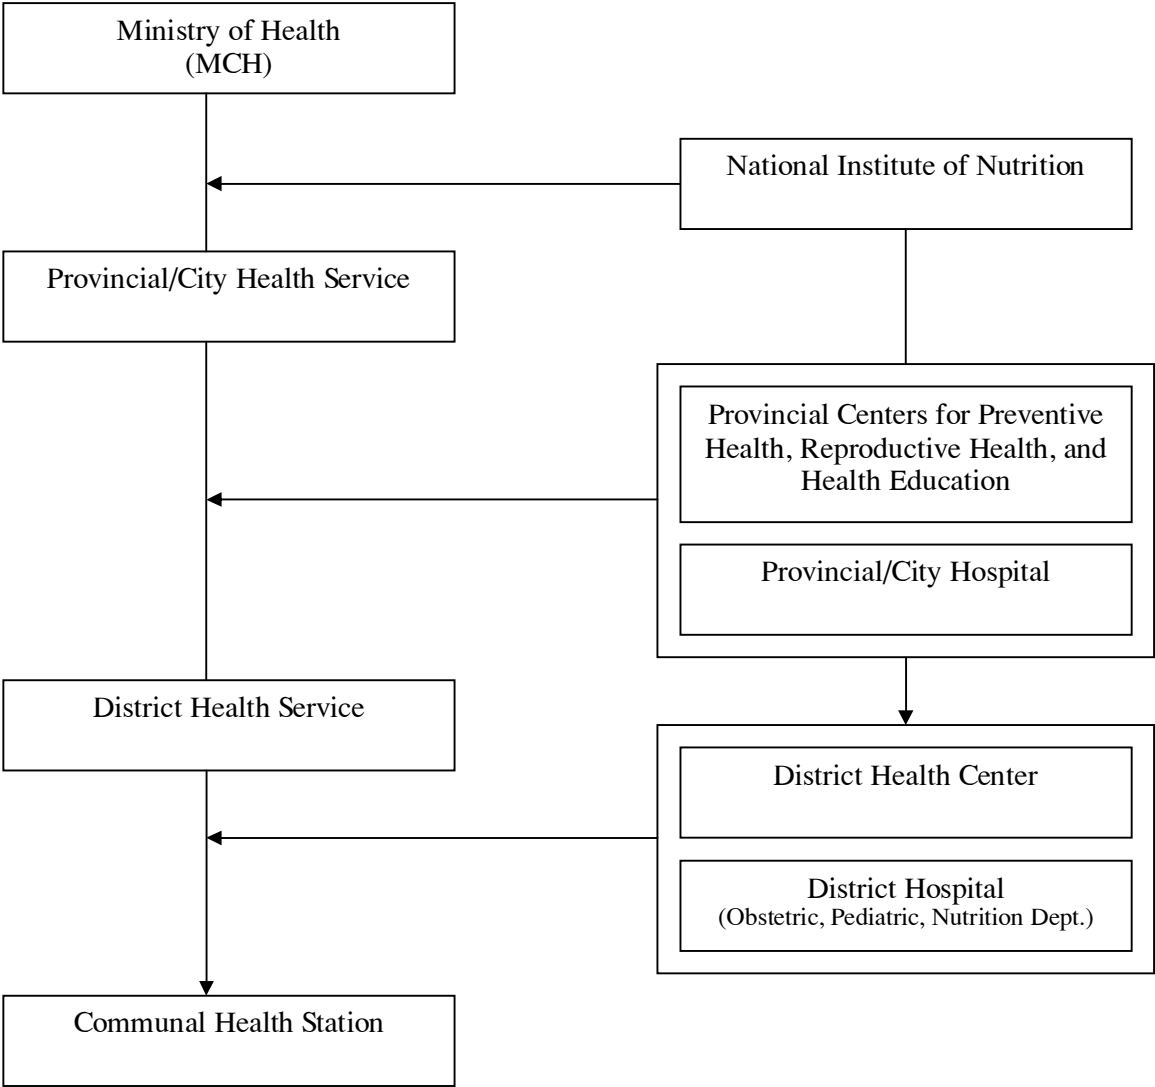 Ministry of Health
(MCH)
National Institute of Nutrition
Provincial/City Health Service
Provincial Centers for Preventive
Health, Reproductive Health, and
Health Education
Provincial/City Hospital
District Health Service
District Health Center
District Hospital
(Obstetric, Pediatric, Nutrition Dept.)
Communal Health Station